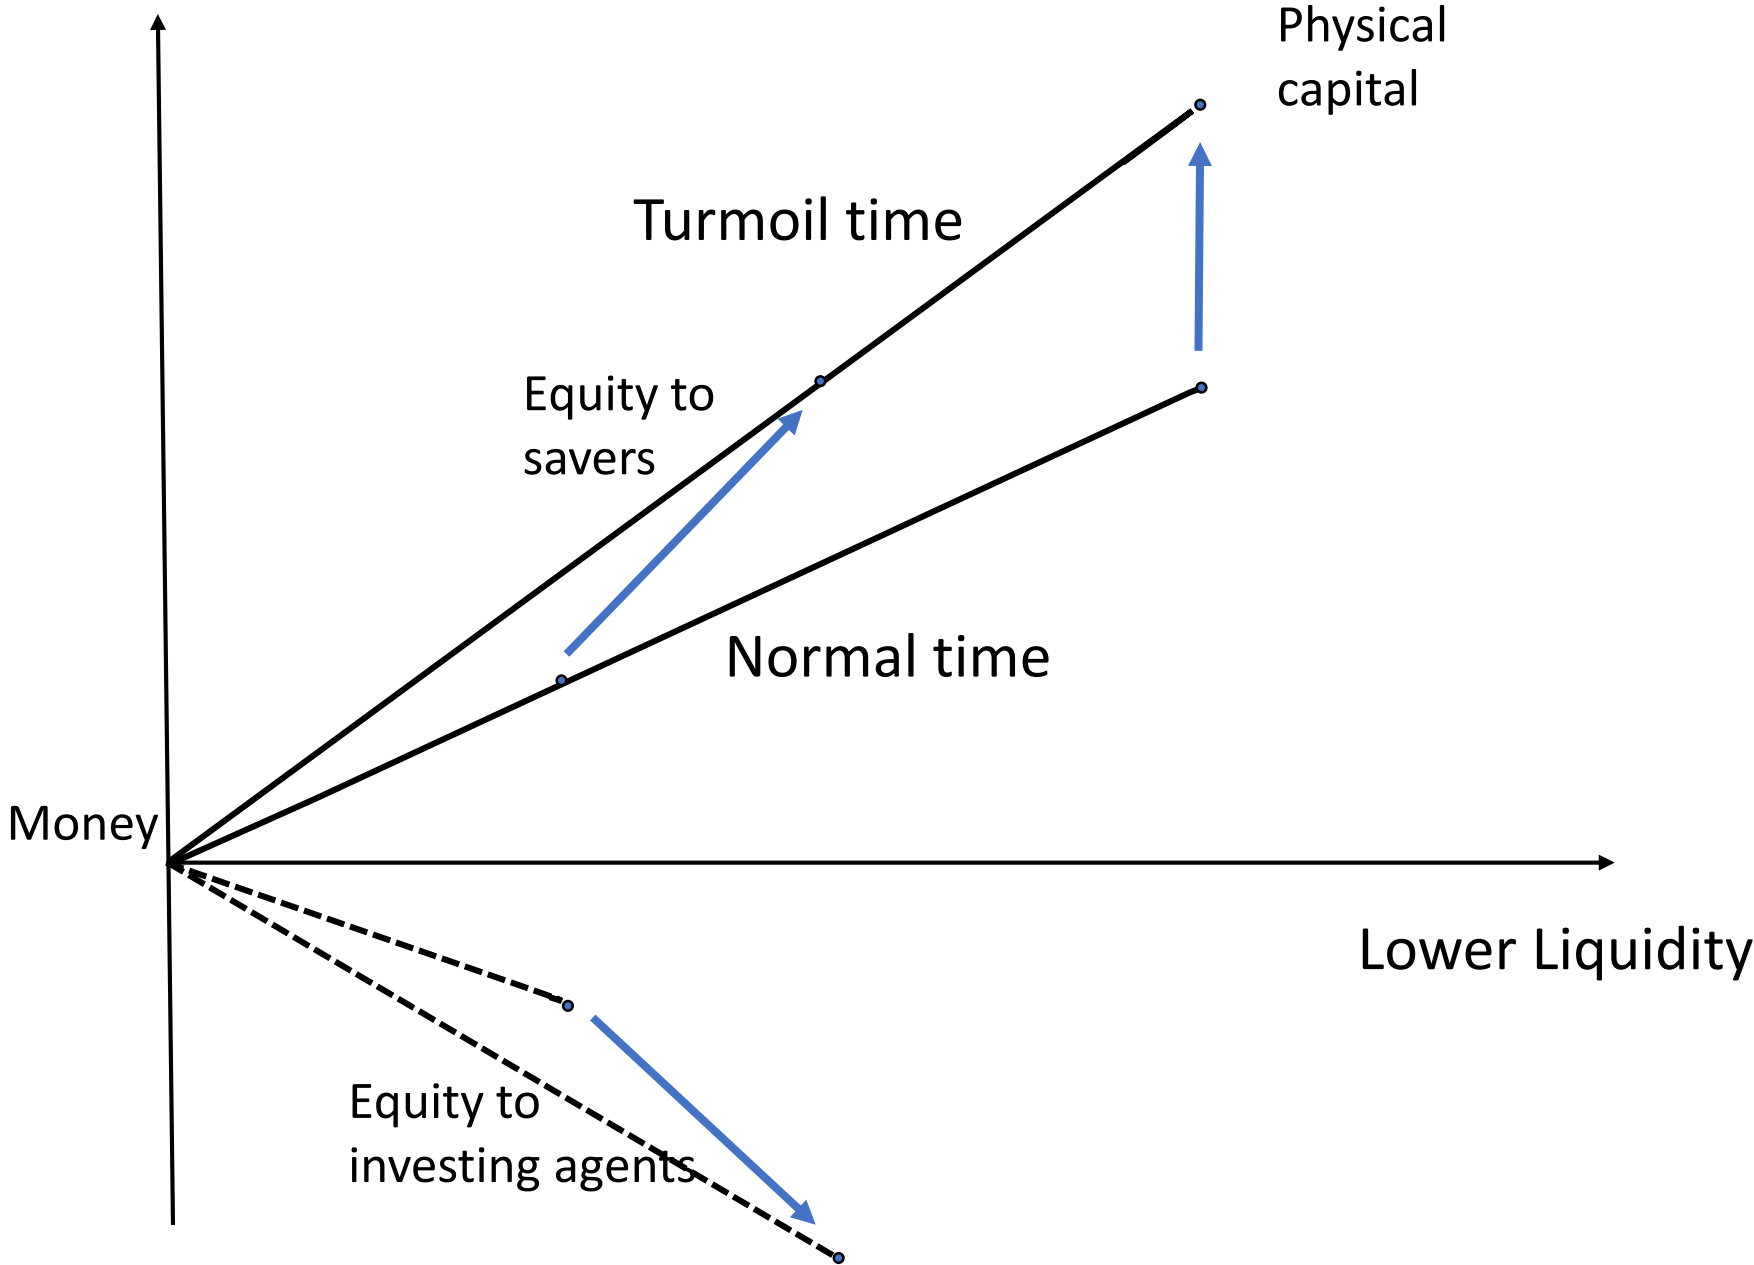 Physical
capital
Turmoil time
Equity to
savers
Normal time
Money
Lower Liquidity
Equity to
investing agents